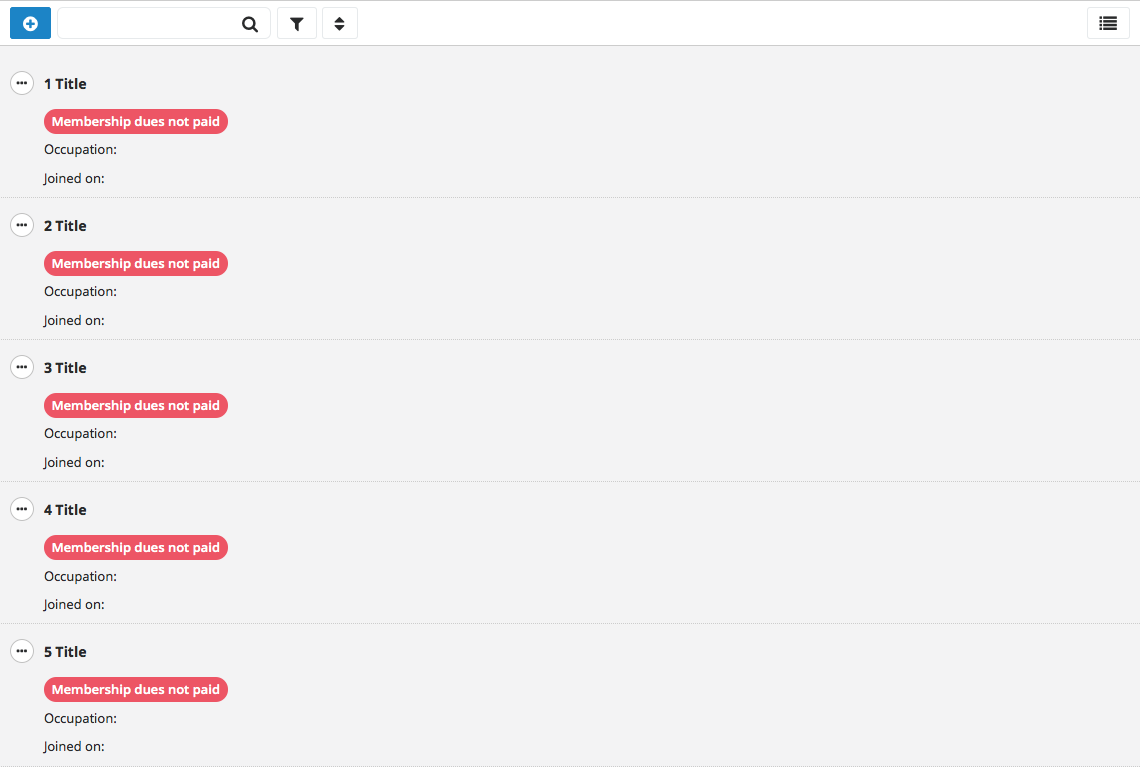 1 Title
Membership dues not paid
Occupation:
Joined on:
2 Title
Membership dues not paid
Occupation:
Joined on:
3 Title
Membership dues not paid
Occupation:
Joined on:
4 Title
Membership dues not paid
Occupation:
Joined on:
5 Title
Membership dues not paid
Occupation:
Joined on: